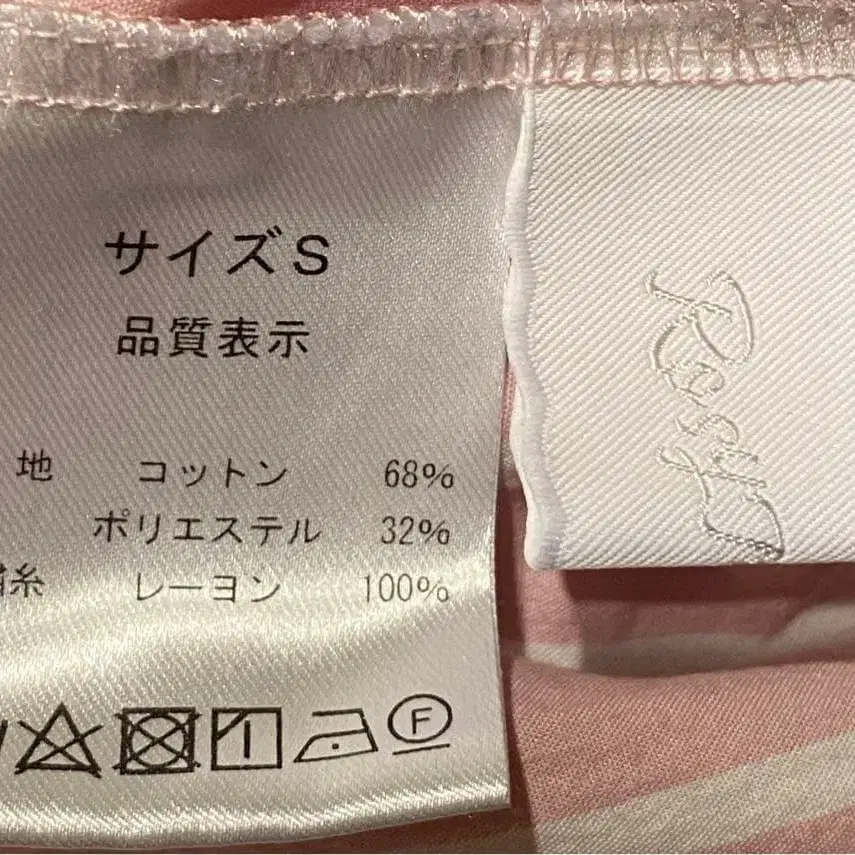 サイズ S
品質表示
地 コットン 68%
ポリエステル 32%
糸 レーヨン 100%
F